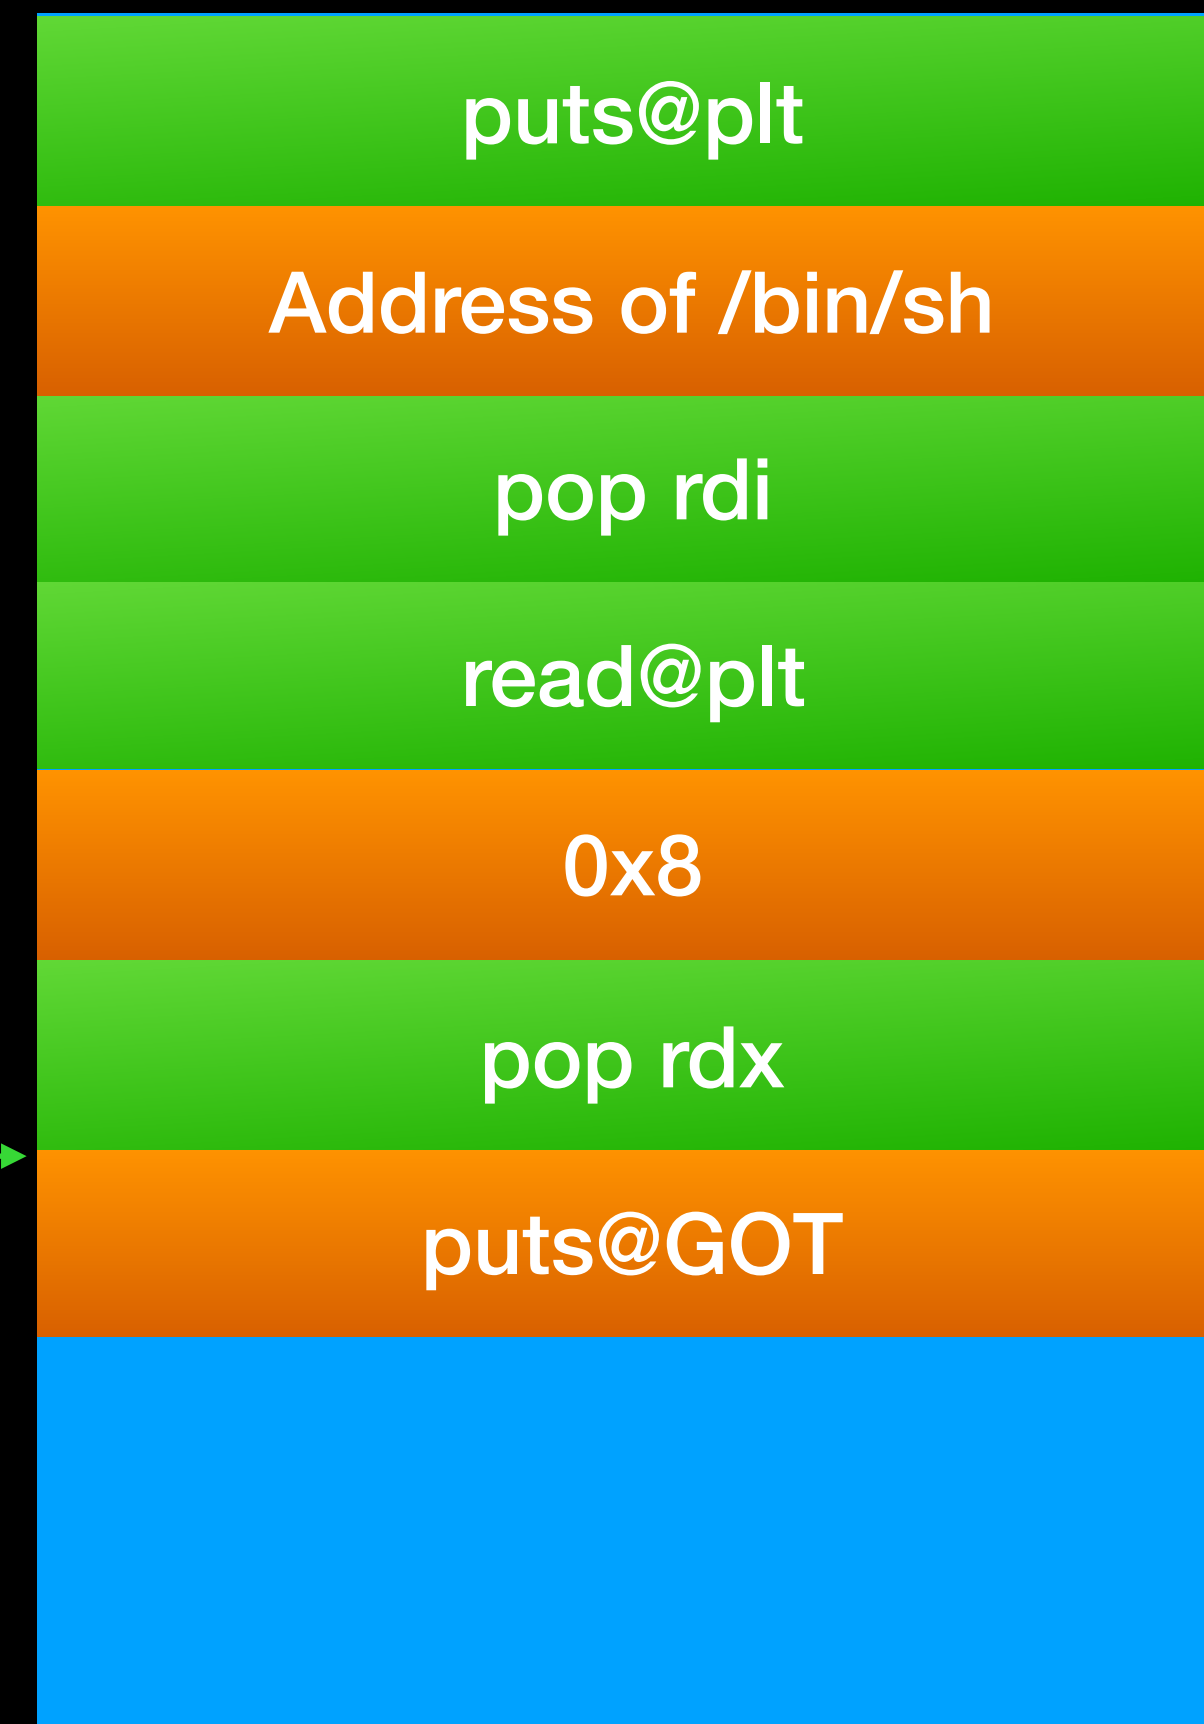 puts@plt
Address of /bin/sh
pop rdi
read@plt
0x8
pop rdx
puts@GOT